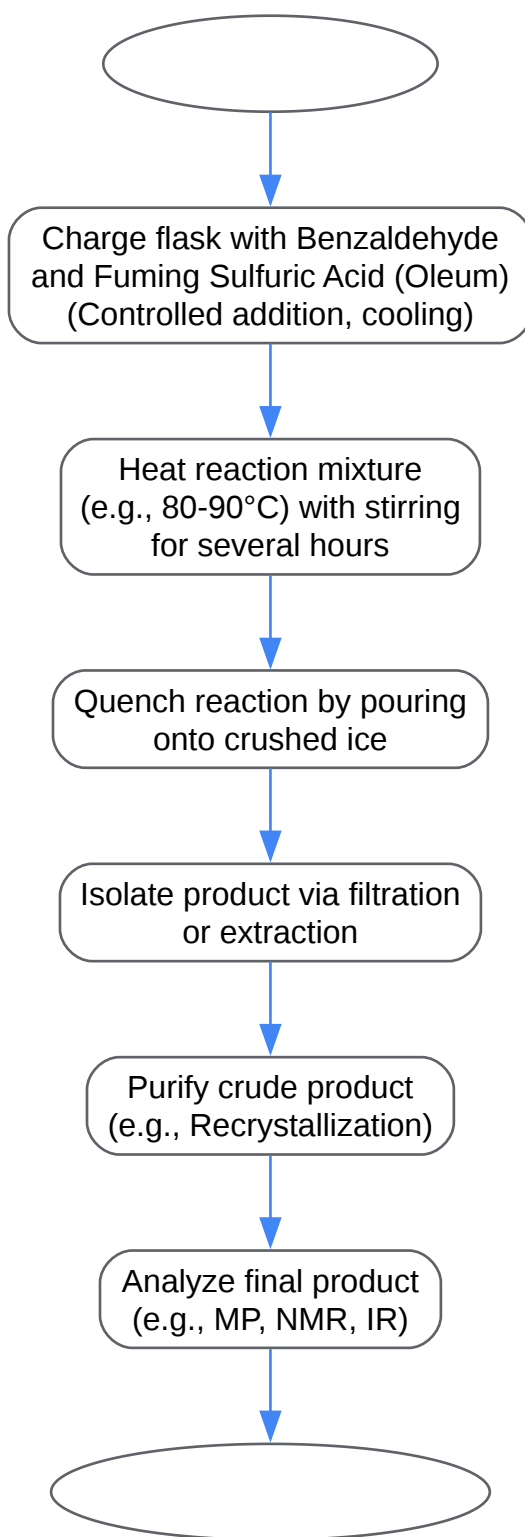 Charge flask with Benzaldehyde
and Fuming Sulfuric Acid (Oleum)
(Controlled addition, cooling)
Heat reaction mixture
(e.g., 80-90°C) with stirring
for several hours
Quench reaction by pouring
onto crushed ice
Isolate product via filtration
or extraction
Purify crude product
(e.g., Recrystallization)
Analyze final product
(e.g., MP, NMR, IR)